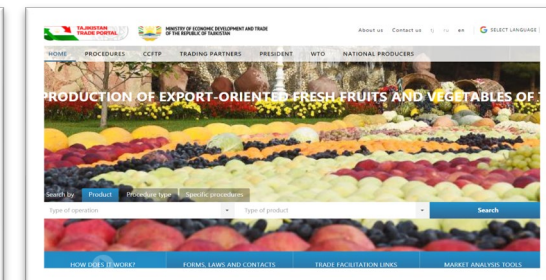 TAJIKISTAN
TRADE PORTAL
MINISTRY OF ECONOMIC DEVELOPMENT AND TRADE
OF THE REPUBLIC OF TAJIKISTAN
About us Contact us tj ru en G SELECT LANGUAGE
HOME PROCEDURES CCFTP TRADING PARTNERS PRESIDENT WTO NATIONAL PRODUCERS
PRODUCTION OF EXPORT-ORIENTED FRESH FRUITS AND VEGETABLES OF
Search by Product Procedure type Specific procedures
Type of operation Type of product Search
HOW DOES IT WORK? FORMS, LAWS AND CONTACTS TRADE FACILITATION LINKS MARKET ANALYSIS TOOLS